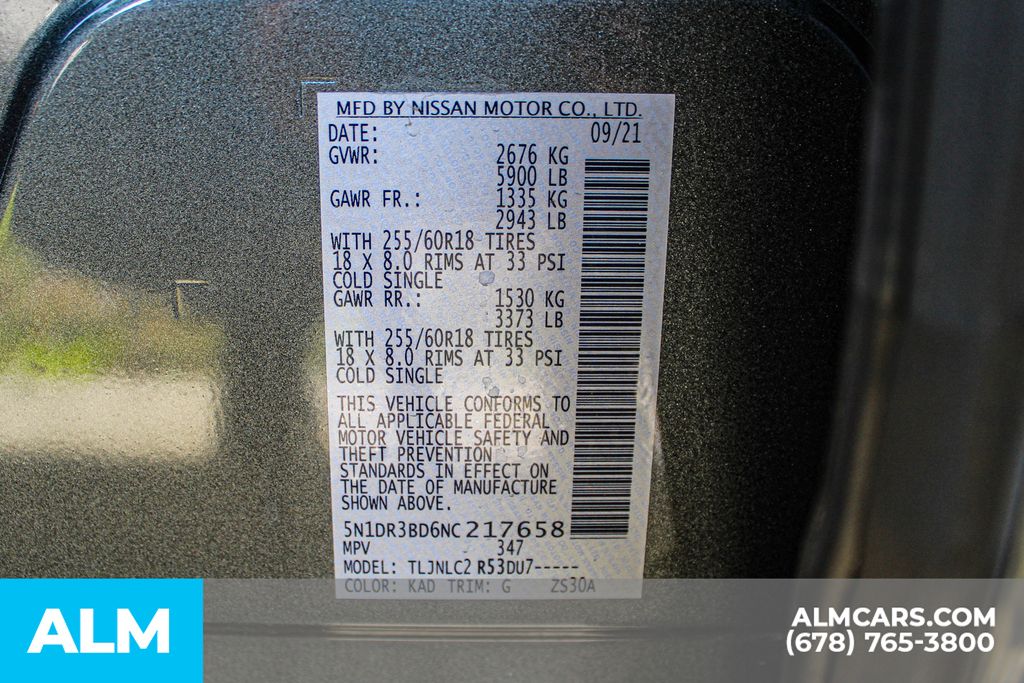 MFD BY NISSAN MOTOR CO., LTD.
DATE: 09/21
GVWR: 2676 KG
5900 LB
GAWR FR.: 1335 KG
2943 LB
WITH 255/60R18 TIRES
18 X 8.0 RIMS AT 33 PSI
COLD SINGLE
GAWR RR.: 1530 KG
3373 LB
WITH 255/60R18 TIRES
18 X 8.0 RIMS AT 33 PSI
COLD SINGLE
THIS VEHICLE CONFORMS TO
ALL APPLICABLE FEDERAL
MOTOR VEHICLE SAFETY AND
THEFT PREVENTION
STANDARDS IN EFFECT ON
THE DATE OF MANUFACTURE
SHOWN ABOVE.
5N1DR3BD6NC217658
MPV 347
MODEL: TLJNLC2 R53DU7-----
COLOR: KAD TRIM: G ZS30A
ALM
ALMCARS.COM
(678) 765-3800